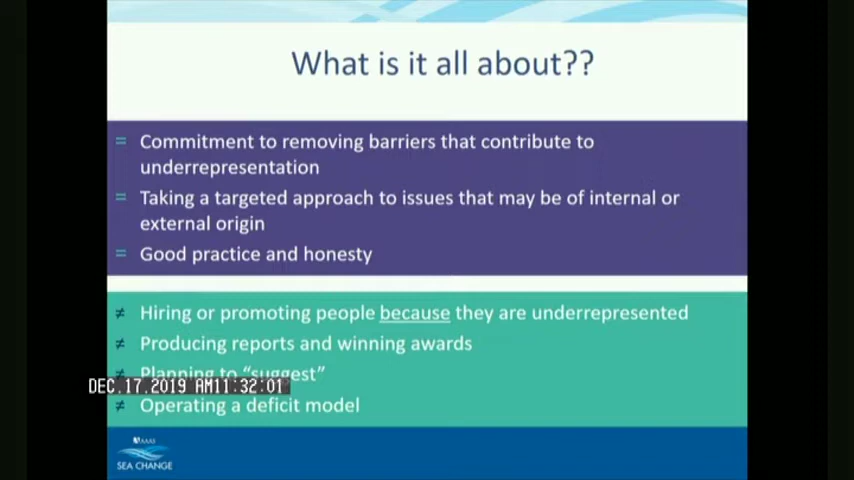 What is it all about??
= Commitment to removing barriers that contribute to
underrepresentation
= Taking a targeted approach to issues that may be of internal or
external origin
= Good practice and honesty
≠ Hiring or promoting people because they are underrepresented
≠ Producing reports and winning awards
≠ Planning to “suggest”
DEC.17.2019 AM11:32:01
≠ Operating a deficit model
AAAS
SEA CHANGE